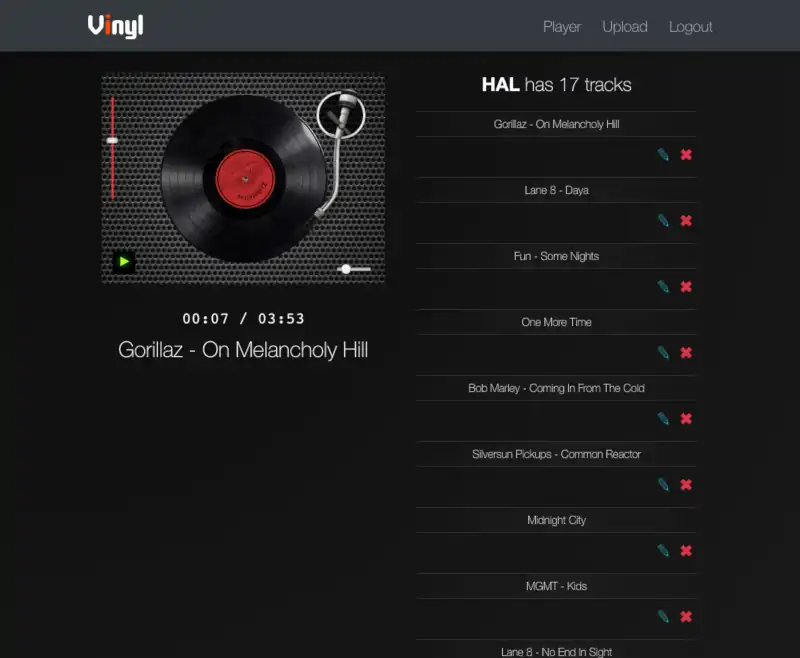 Vinyl
Player
Upload
Logout
00:07 / 03:53
Gorillaz - On Melancholy Hill
HAL has 17 tracks
Gorillaz - On Melancholy Hill
Lane 8 - Daya
Fun - Some Nights
One More Time
Bob Marley - Coming In From The Cold
Silversun Pickups - Common Reactor
Midnight City
MGMT - Kids
Lane 8 - No End In Sight